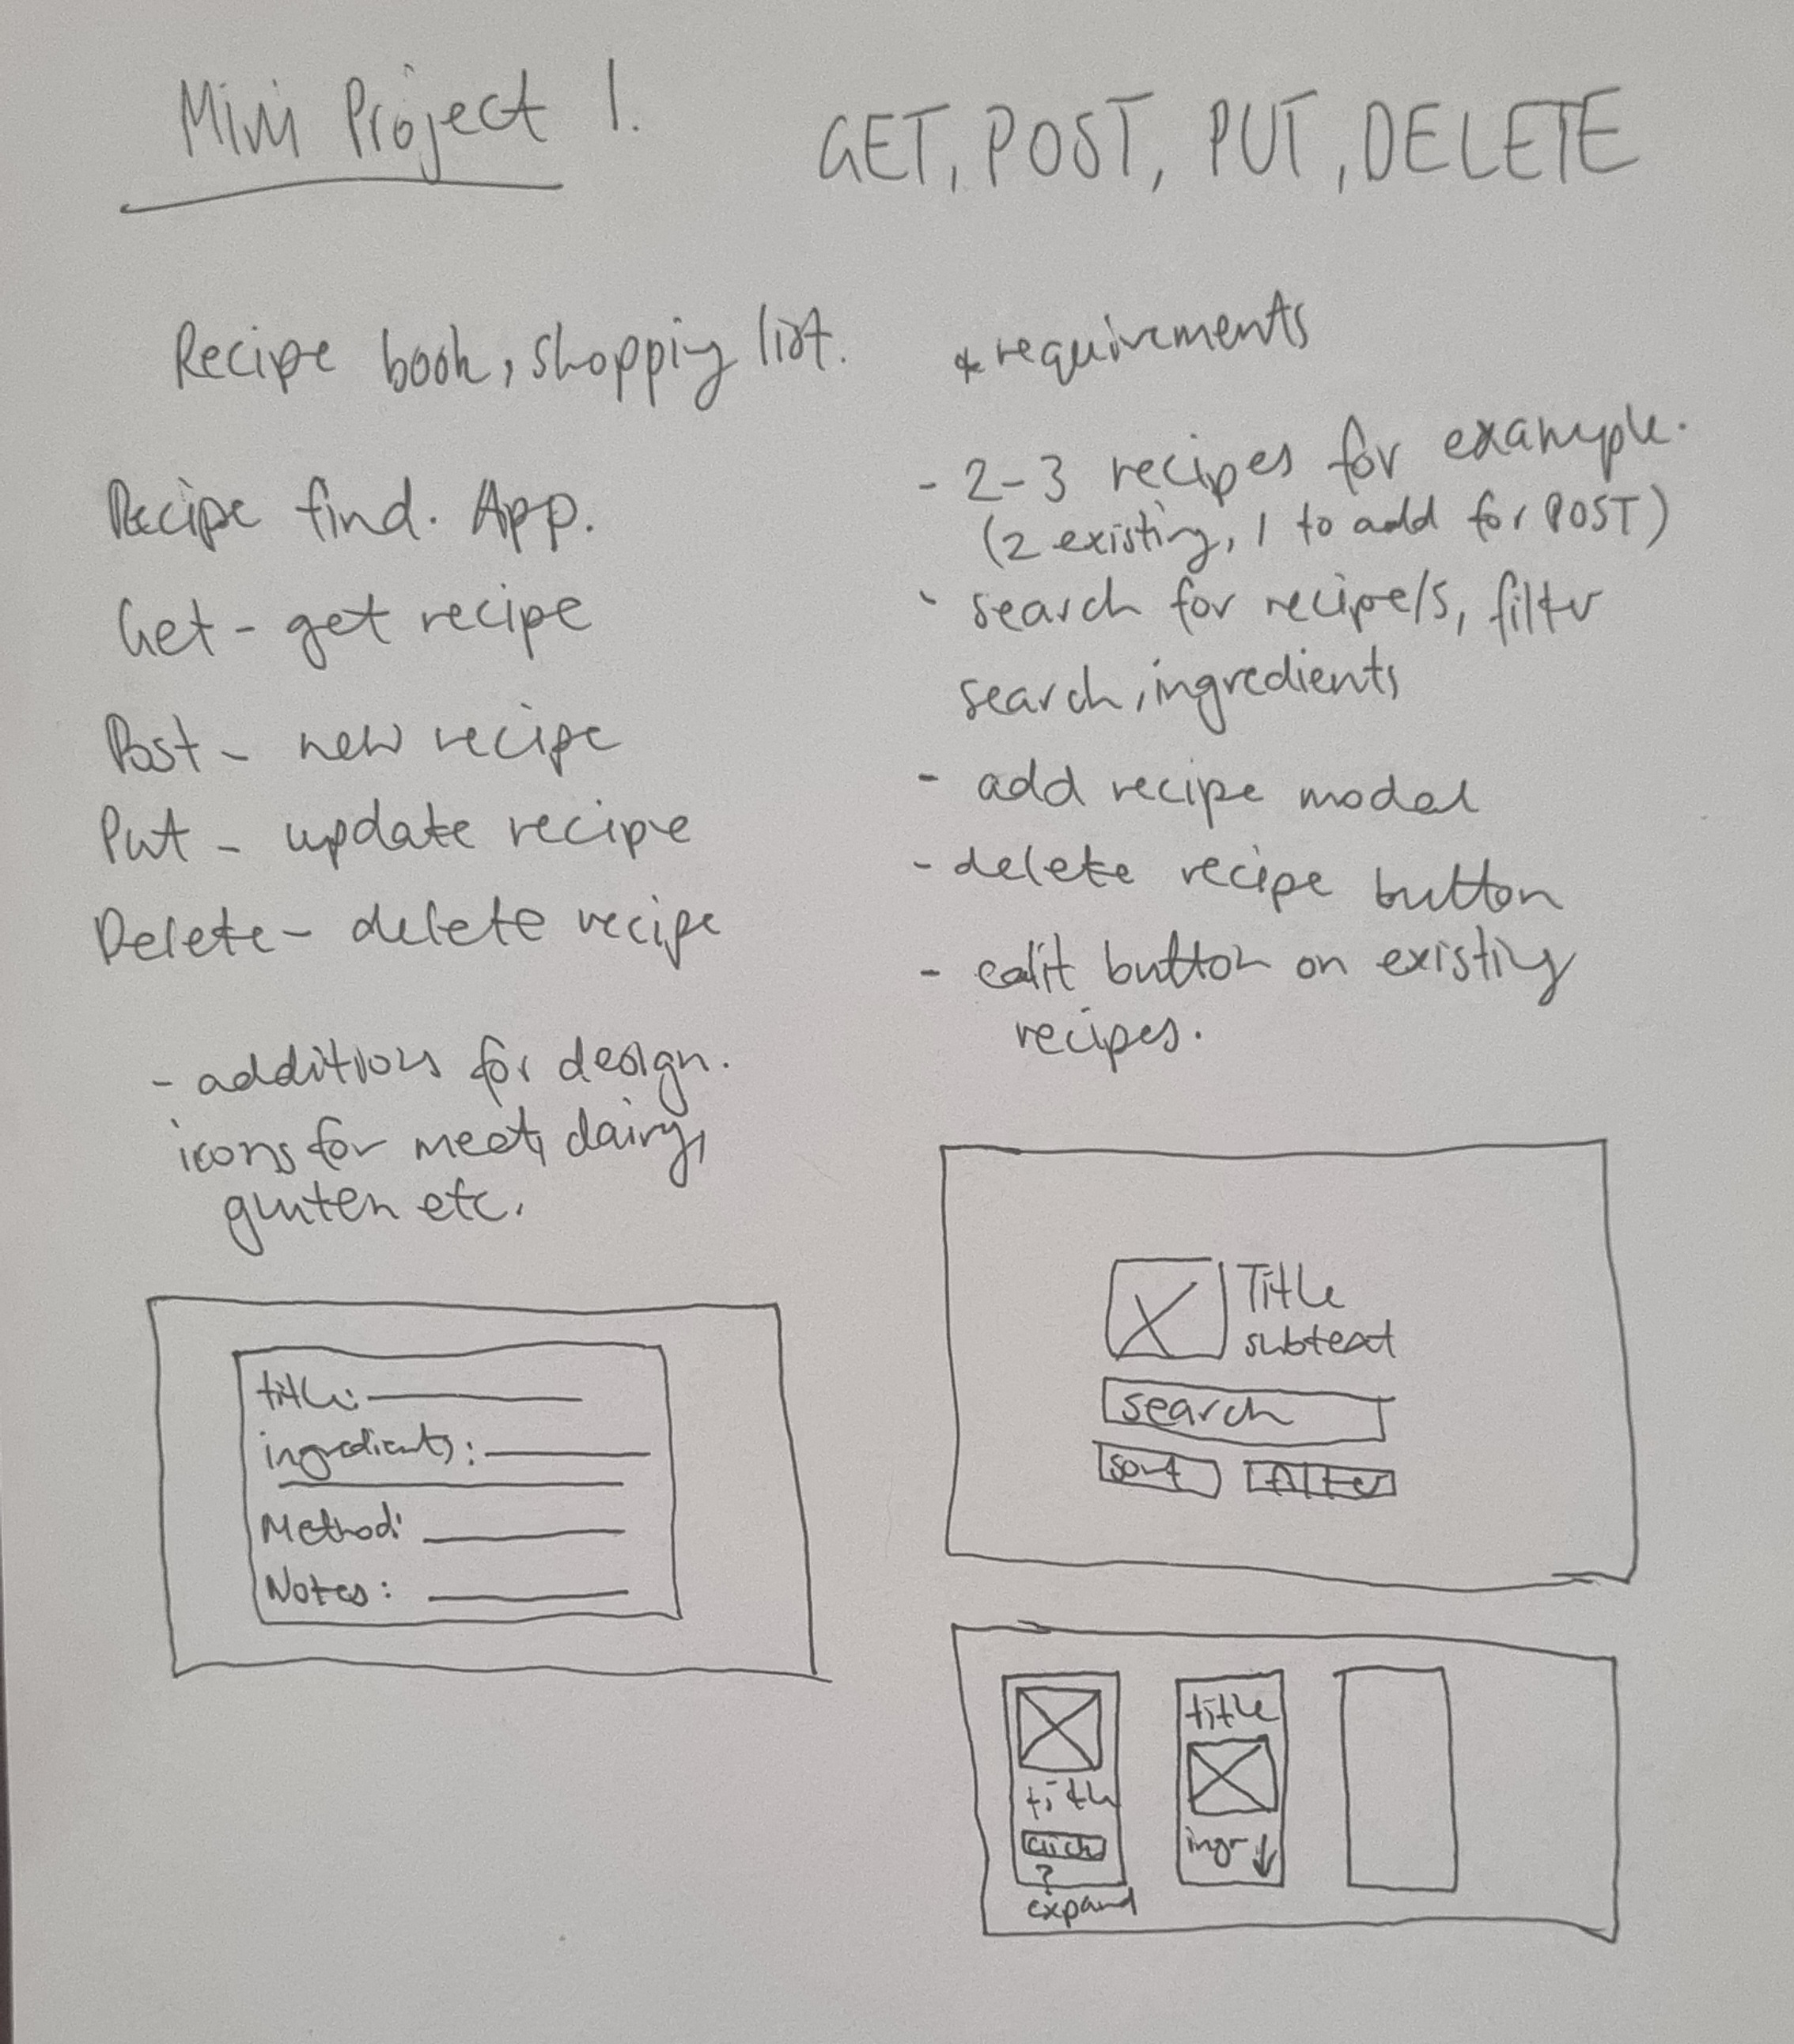 Mini Project 1.
GET, POST, PUT, DELETE
Recipe book, shopping list.
Recipe find. App.
Get - get recipe
Post - new recipe
Put - update recipe
Delete - delete recipe
- additions for design.
icons for meet, dairy,
gluten etc.
* requirements
- 2-3 recipes for example.
(2 existing, 1 to add for POST)
- search for recipe/s, filter
search, ingredients
- add recipe modal
- delete recipe button
- edit button on existing
recipes.
title:
ingredients:
Method:
Notes:
Title
subtext
search
sort filter
title
click
?
expand
title
ingr ↓